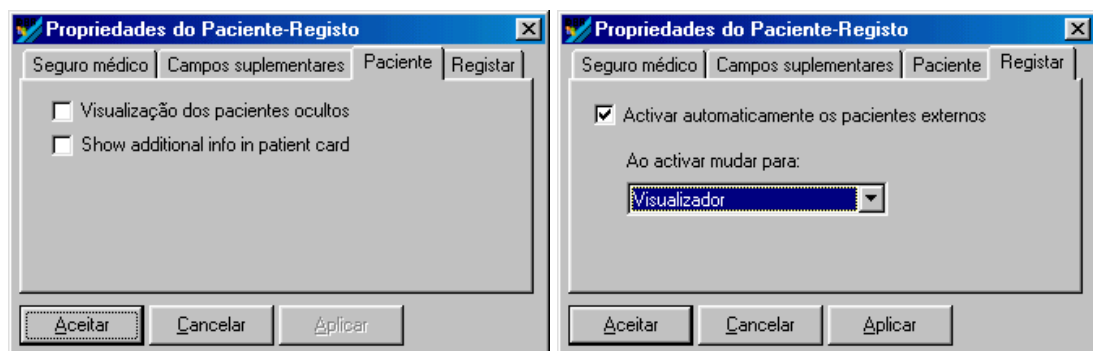 Propriedades do Paciente-Registo
Seguro médico Campos suplementares Paciente Registar
Visualização dos pacientes ocultos
Show additional info in patient card
Aceitar Cancelar Aplicar
Propriedades do Paciente-Registo
Seguro médico Campos suplementares Paciente Registar
Activar automaticamente os pacientes externos
Ao activar mudar para:
Visualizador
Aceitar Cancelar Aplicar